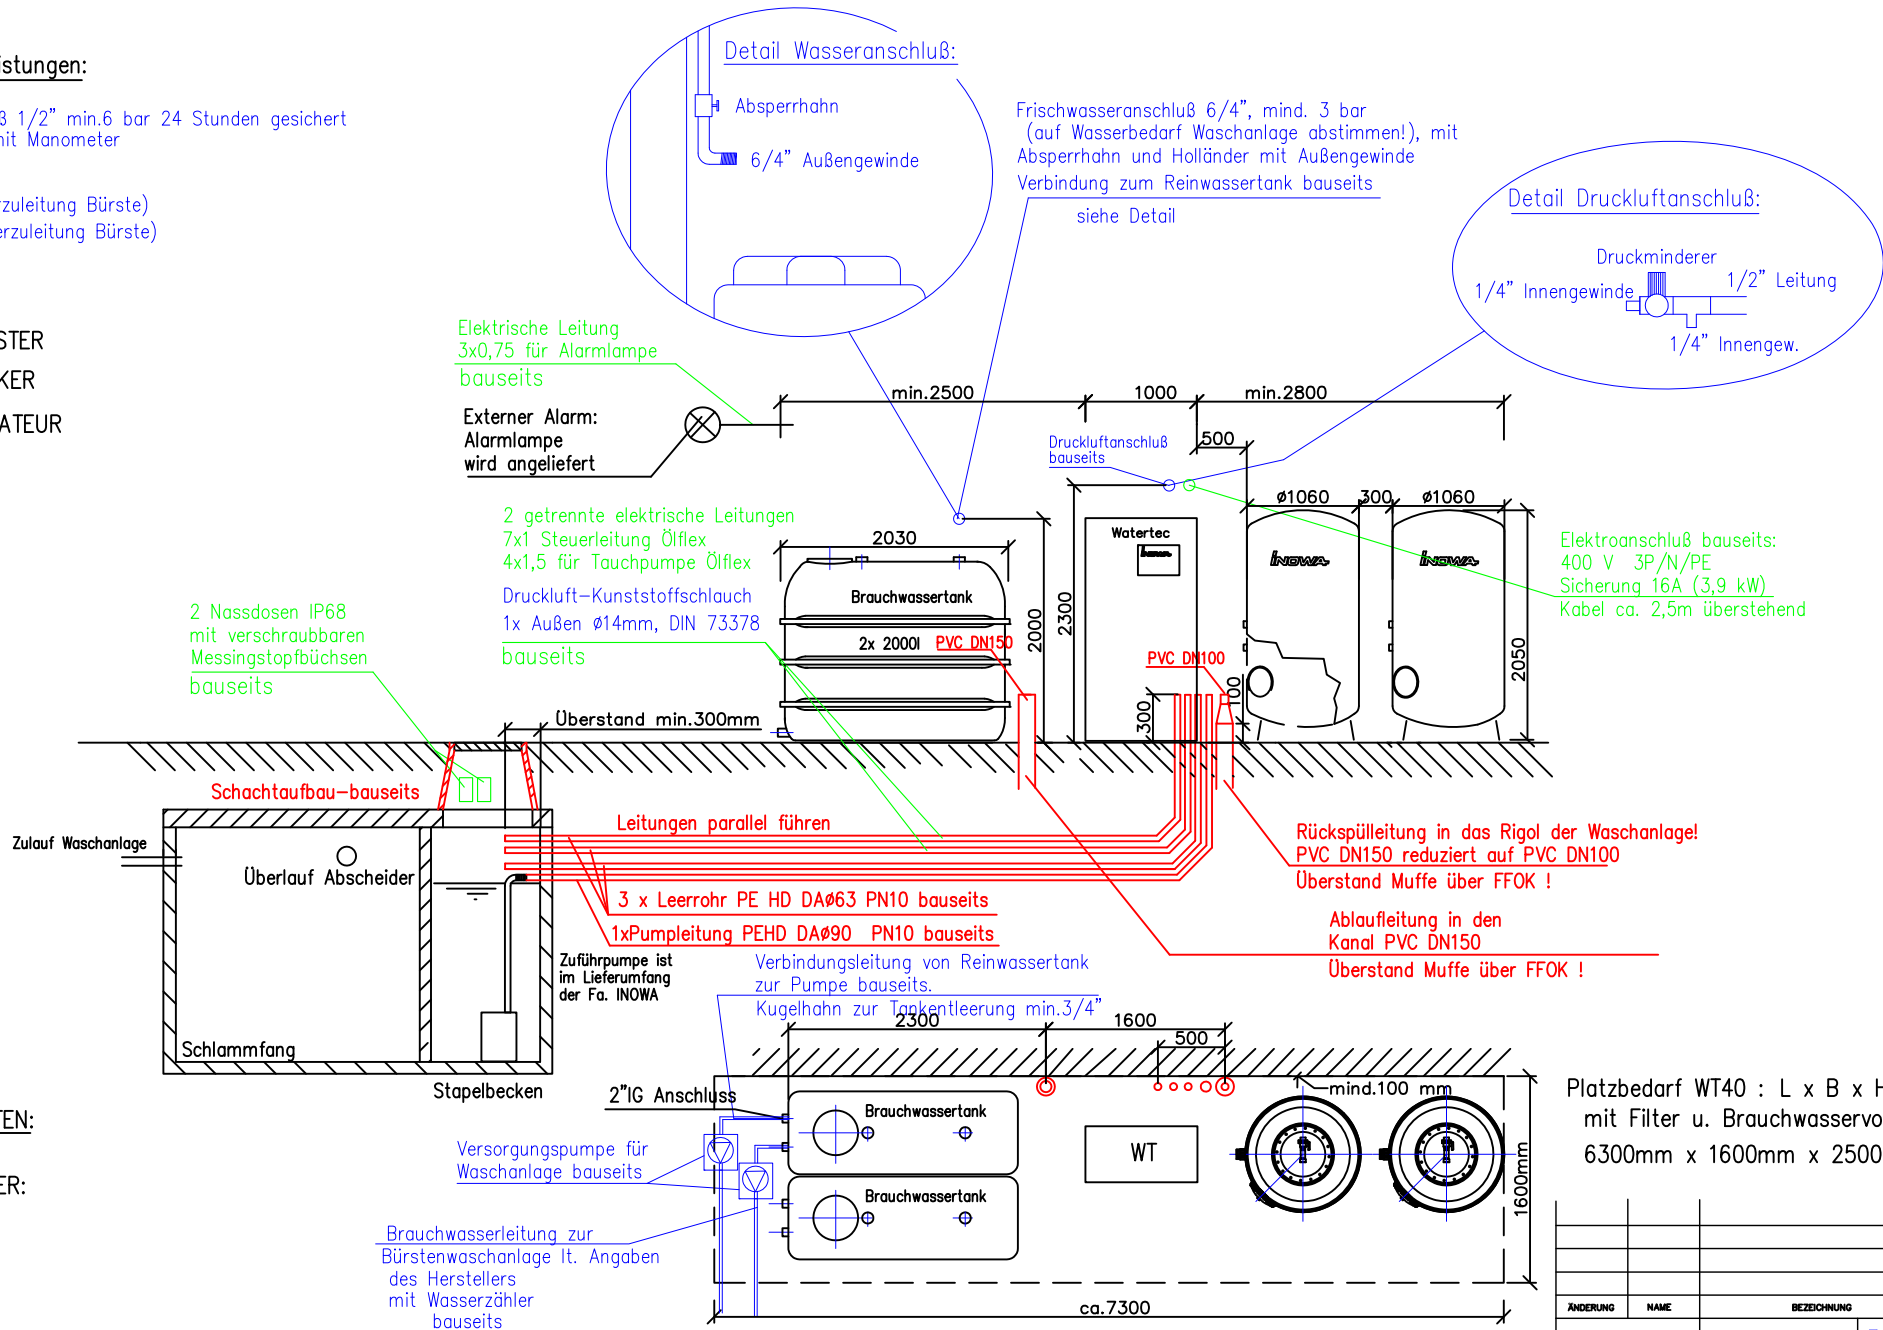 istungen:
ß 1/2" min.6 bar 24 Stunden gesichert
mit Manometer
rzuleitung Bürste)
erzuleitung Bürste)
STER
KER
ATEUR
Detail Wasseranschluß:
Absperrhahn
6/4" Außengewinde
Frischwasseranschluß 6/4", mind. 3 bar
(auf Wasserbedarf Waschanlage abstimmen!), mit
Absperrhahn und Holländer mit Außengewinde
Verbindung zum Reinwassertank bauseits
siehe Detail
Detail Druckluftanschluß:
Druckminderer
1/4" Innengewinde
1/2" Leitung
1/4" Innengew.
Elektrische Leitung
3x0,75 für Alarmlampe
bauseits
Externer Alarm:
Alarmlampe
wird angeliefert
min.2500
1000
min.2800
500
Druckluftanschluß
bauseits
ø1060
300
ø1060
2 getrennte elektrische Leitungen
7x1 Steuerleitung Ölflex
4x1,5 für Tauchpumpe Ölflex
Druckluft-Kunststoffschlauch
1x Außen ø14mm, DIN 73378
bauseits
2030
Brauchwassertank
2x 2000l
PVC DN150
2000
2300
Watertec
inowa
İNOWA
İNOWA
PVC DN100
300
100
2050
Elektroanschluß bauseits:
400 V 3P/N/PE
Sicherung 16A (3,9 kW)
Kabel ca. 2,5m überstehend
2 Nassdosen IP68
mit verschraubbaren
Messingstopfbüchsen
bauseits
Überstand min.300mm
Schachtaufbau-bauseits
Zulauf Waschanlage
Überlauf Abscheider
Leitungen parallel führen
3 x Leerrohr PE HD DAø63 PN10 bauseits
1xPumpleitung PEHD DAø90 PN10 bauseits
Rückspülleitung in das Rigol der Waschanlage!
PVC DN150 reduziert auf PVC DN100
Überstand Muffe über FFOK !
Ablaufleitung in den
Kanal PVC DN150
Überstand Muffe über FFOK !
Zuführpumpe ist
im Lieferumfang
der Fa. INOWA
Schlammfang
Stapelbecken
Verbindungsleitung von Reinwassertank
zur Pumpe bauseits.
Kugelhahn zur Tankentleerung min.3/4"
2300
1600
500
2"IG Anschluss
Brauchwassertank
Brauchwassertank
WT
mind.100 mm
1600mm
Versorgungspumpe für
Waschanlage bauseits
Brauchwasserleitung zur
Bürstenwaschanlage lt. Angaben
des Herstellers
mit Wasserzähler
bauseits
ca.7300
TEN:
ER:
Platzbedarf WT40 : L x B x H
mit Filter u. Brauchwasservo
6300mm x 1600mm x 2500
ÄNDERUNG
NAME
BEZEICHNUNG